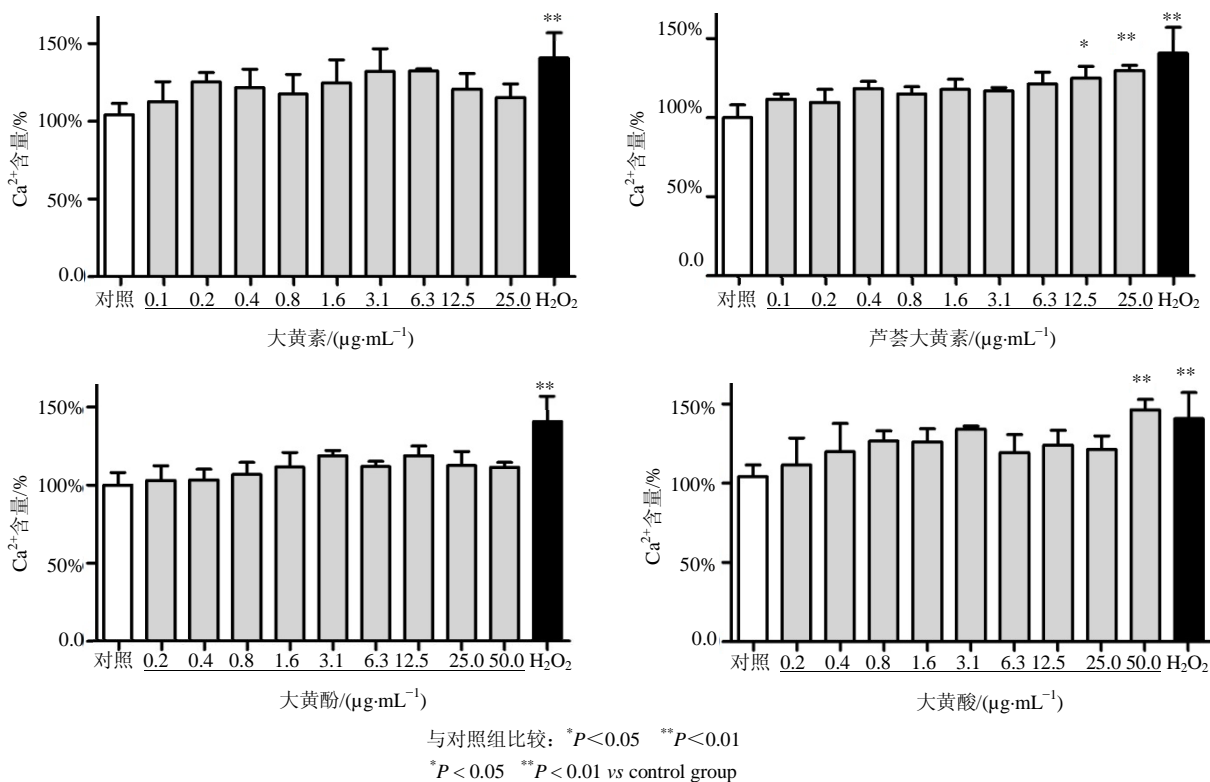 **
150%
100%
50%
0.0
Ca²⁺含量/%
对照 0.1 0.2 0.4 0.8 1.6 3.1 6.3 12.5 25.0 H₂O₂
大黄素/(µg·mL⁻¹)
* ** **
150%
100%
50%
0.0
Ca²⁺含量/%
对照 0.1 0.2 0.4 0.8 1.6 3.1 6.3 12.5 25.0 H₂O₂
芦荟大黄素/(µg·mL⁻¹)
**
150%
100%
50%
0.0
Ca²⁺含量/%
对照 0.2 0.4 0.8 1.6 3.1 6.3 12.5 25.0 50.0 H₂O₂
大黄酚/(µg·mL⁻¹)
** **
150%
100%
50%
0.0
Ca²⁺含量/%
对照 0.2 0.4 0.8 1.6 3.1 6.3 12.5 25.0 50.0 H₂O₂
大黄酸/(µg·mL⁻¹)
与对照组比较：*P＜0.05 **P＜0.01
*P < 0.05 **P < 0.01 vs control group